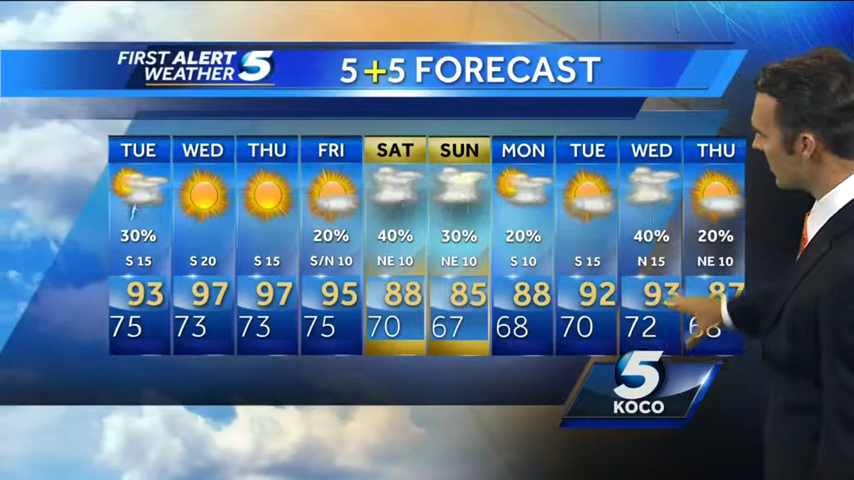 FIRST ALERT
WEATHER 5
5+5 FORECAST
TUE WED THU FRI SAT SUN MON TUE WED THU
30% 20% 40% 30% 20% 40% 20%
S 15 S 20 S 15 S/N 10 NE 10 NE 10 S 10 S 15 N 15 NE 10
93 97 97 95 88 85 88 92 93 87
75 73 73 75 70 67 68 70 72 68
5
KOCO